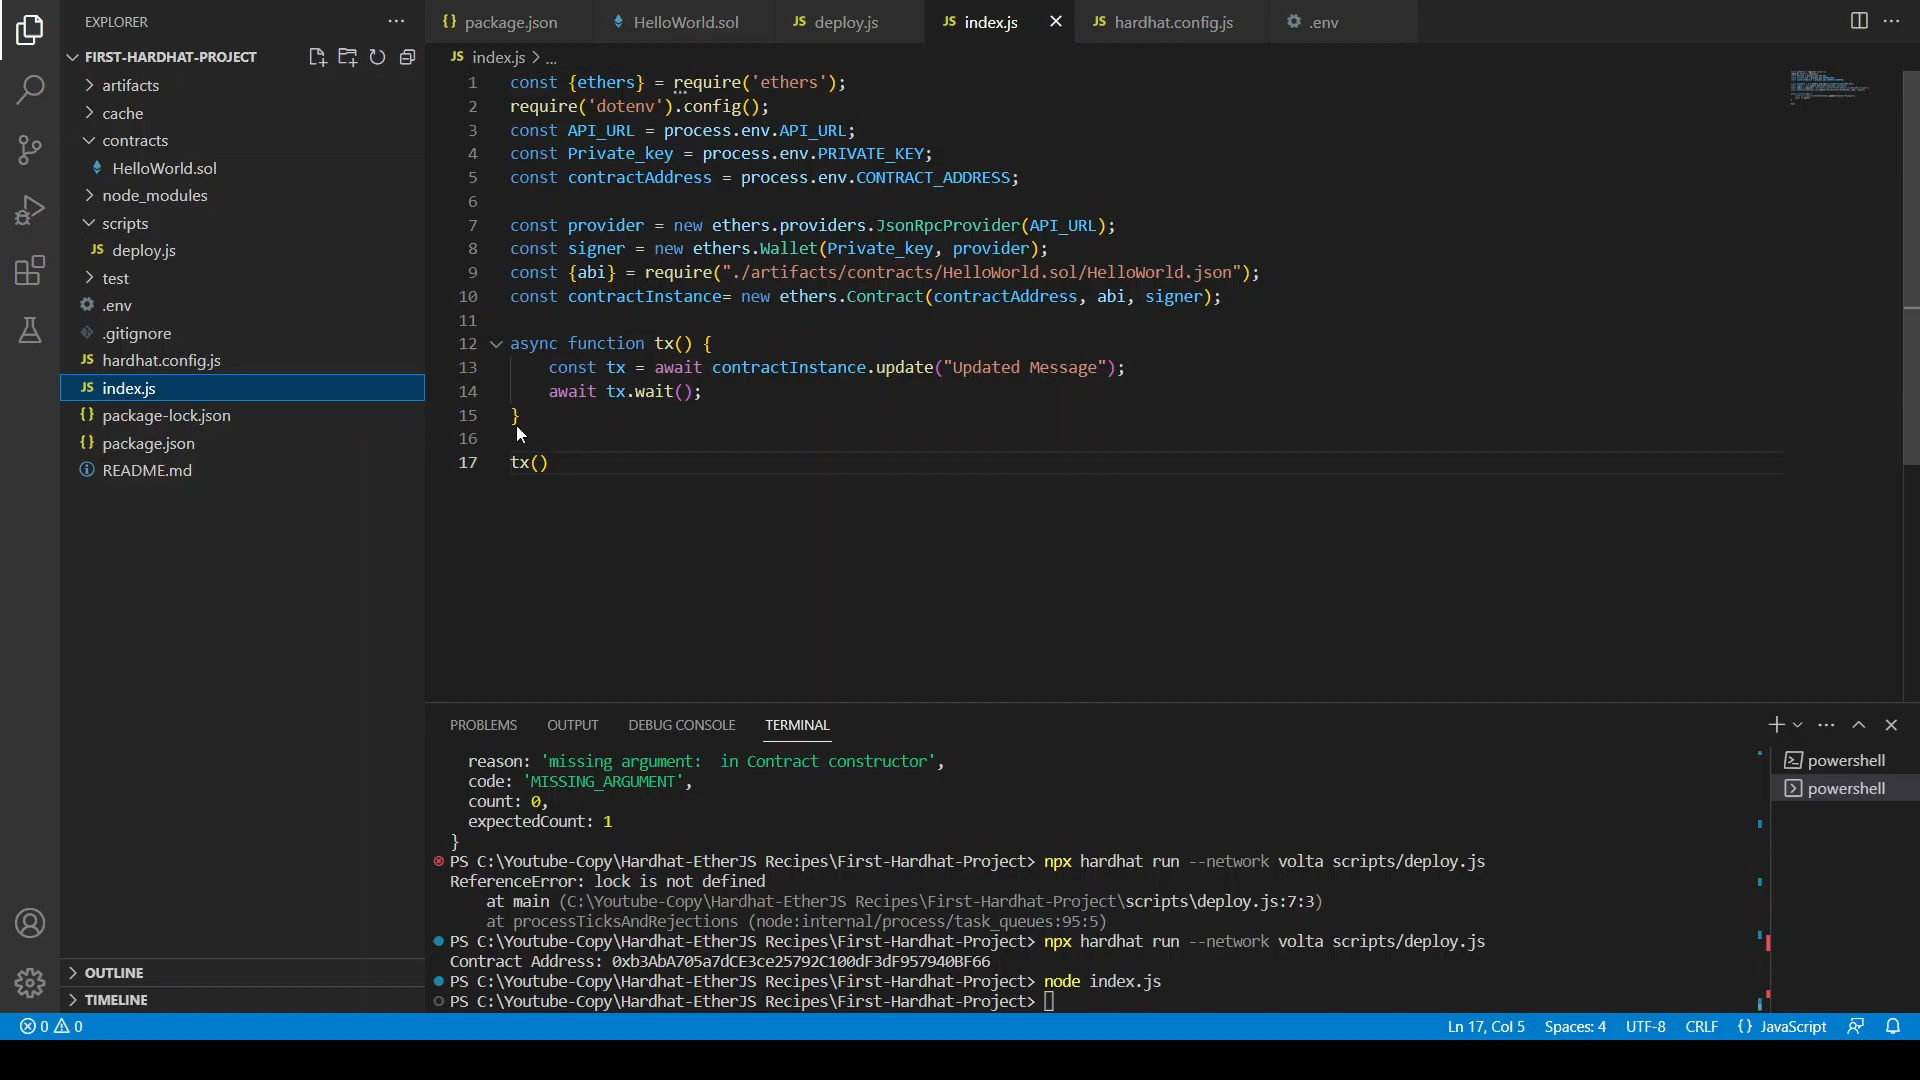 EXPLORER
package.json
HelloWorld.sol
JS deploy.js
JS index.js
JS hardhat.config.js
.env
FIRST-HARDHAT-PROJECT
JS index.js > ...
artifacts
cache
contracts
HelloWorld.sol
node_modules
scripts
JS deploy.js
test
.env
.gitignore
JS hardhat.config.js
JS index.js
{} package-lock.json
{} package.json
README.md
OUTLINE
TIMELINE
1 const {ethers} = require('ethers');
2 require('dotenv').config();
3 const API_URL = process.env.API_URL;
4 const Private_key = process.env.PRIVATE_KEY;
5 const contractAddress = process.env.CONTRACT_ADDRESS;
6
7 const provider = new ethers.providers.JsonRpcProvider(API_URL);
8 const signer = new ethers.Wallet(Private_key, provider);
9 const {abi} = require("./artifacts/contracts/HelloWorld.sol/HelloWorld.json");
10 const contractInstance= new ethers.Contract(contractAddress, abi, signer);
11
12 async function tx() {
13 const tx = await contractInstance.update("Updated Message");
14 await tx.wait();
15 }
16
17 tx()
PROBLEMS OUTPUT DEBUG CONSOLE TERMINAL
reason: 'missing argument:  in Contract constructor',
code: 'MISSING_ARGUMENT',
count: 0,
expectedCount: 1
}
PS C:\Youtube-Copy\Hardhat-EtherJS Recipes\First-Hardhat-Project> npx hardhat run --network volta scripts/deploy.js
ReferenceError: lock is not defined
at main (C:\Youtube-Copy\Hardhat-EtherJS Recipes\First-Hardhat-Project\scripts\deploy.js:7:3)
at processTicksAndRejections (node:internal/process/task_queues:95:5)
PS C:\Youtube-Copy\Hardhat-EtherJS Recipes\First-Hardhat-Project> npx hardhat run --network volta scripts/deploy.js
Contract Address: 0xb3AbA705a7dCE3ce25792C100dF3dF957940BF66
PS C:\Youtube-Copy\Hardhat-EtherJS Recipes\First-Hardhat-Project> node index.js
PS C:\Youtube-Copy\Hardhat-EtherJS Recipes\First-Hardhat-Project>
powershell
powershell
0 0
Ln 17, Col 5 Spaces: 4 UTF-8 CRLF {} JavaScript